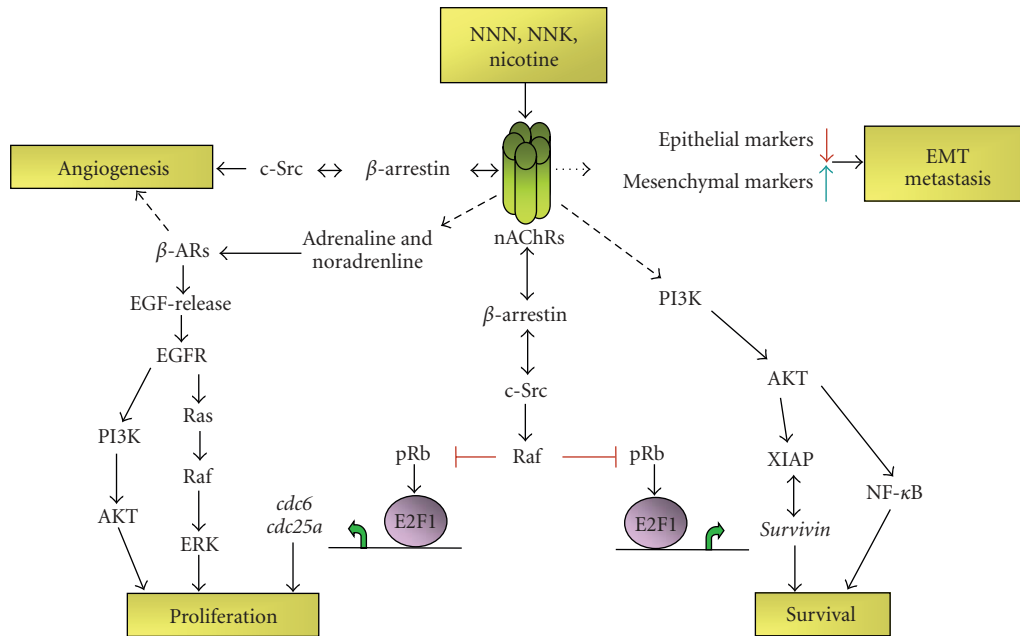 NNN, NNK,
nicotine
Epithelial markers
Mesenchymal markers
EMT
metastasis
Angiogenesis
c-Src
β-arrestin
nAChRs
β-ARs
Adrenaline and
noradrenline
EGF-release
EGFR
PI3K
Ras
Raf
AKT
ERK
β-arrestin
c-Src
Raf
pRb
E2F1
cdc6
cdc25a
pRb
E2F1
PI3K
AKT
XIAP
NF-κB
Survivin
Proliferation
Survival